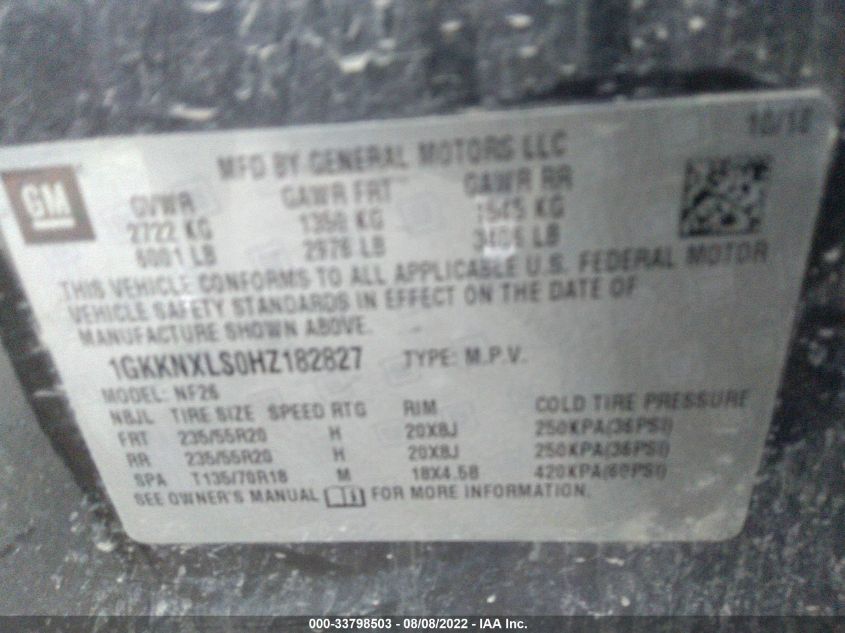 MFD BY GENERAL MOTORS LLC
GM
GVWR GAWR FRT GAWR RR
2722 KG 1350 KG 1545 KG
6001 LB 2976 LB 3406 LB
THIS VEHICLE CONFORMS TO ALL APPLICABLE U.S. FEDERAL MOTOR
VEHICLE SAFETY STANDARDS IN EFFECT ON THE DATE OF
MANUFACTURE SHOWN ABOVE.
1GKKNXLS0HZ182827 TYPE: M.P.V.
MODEL: NF26
NBJL TIRE SIZE SPEED RTG RIM COLD TIRE PRESSURE
FRT 235/55R20 H 20X8J 250KPA(36PSI)
RR 235/55R20 H 20X8J 250KPA(36PSI)
SPA T135/70R18 M 18X4.5B 420KPA(60PSI)
SEE OWNER'S MANUAL FOR MORE INFORMATION.
000-33798503 - 08/08/2022 - IAA Inc.